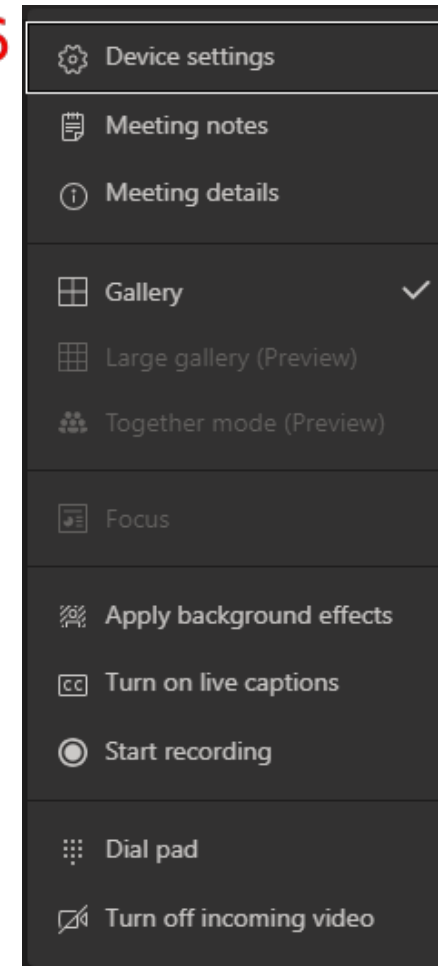 Device settings
Meeting notes
Meeting details
Gallery
Large gallery (Preview)
Together mode (Preview)
Focus
Apply background effects
CC Turn on live captions
Start recording
Dial pad
Turn off incoming video